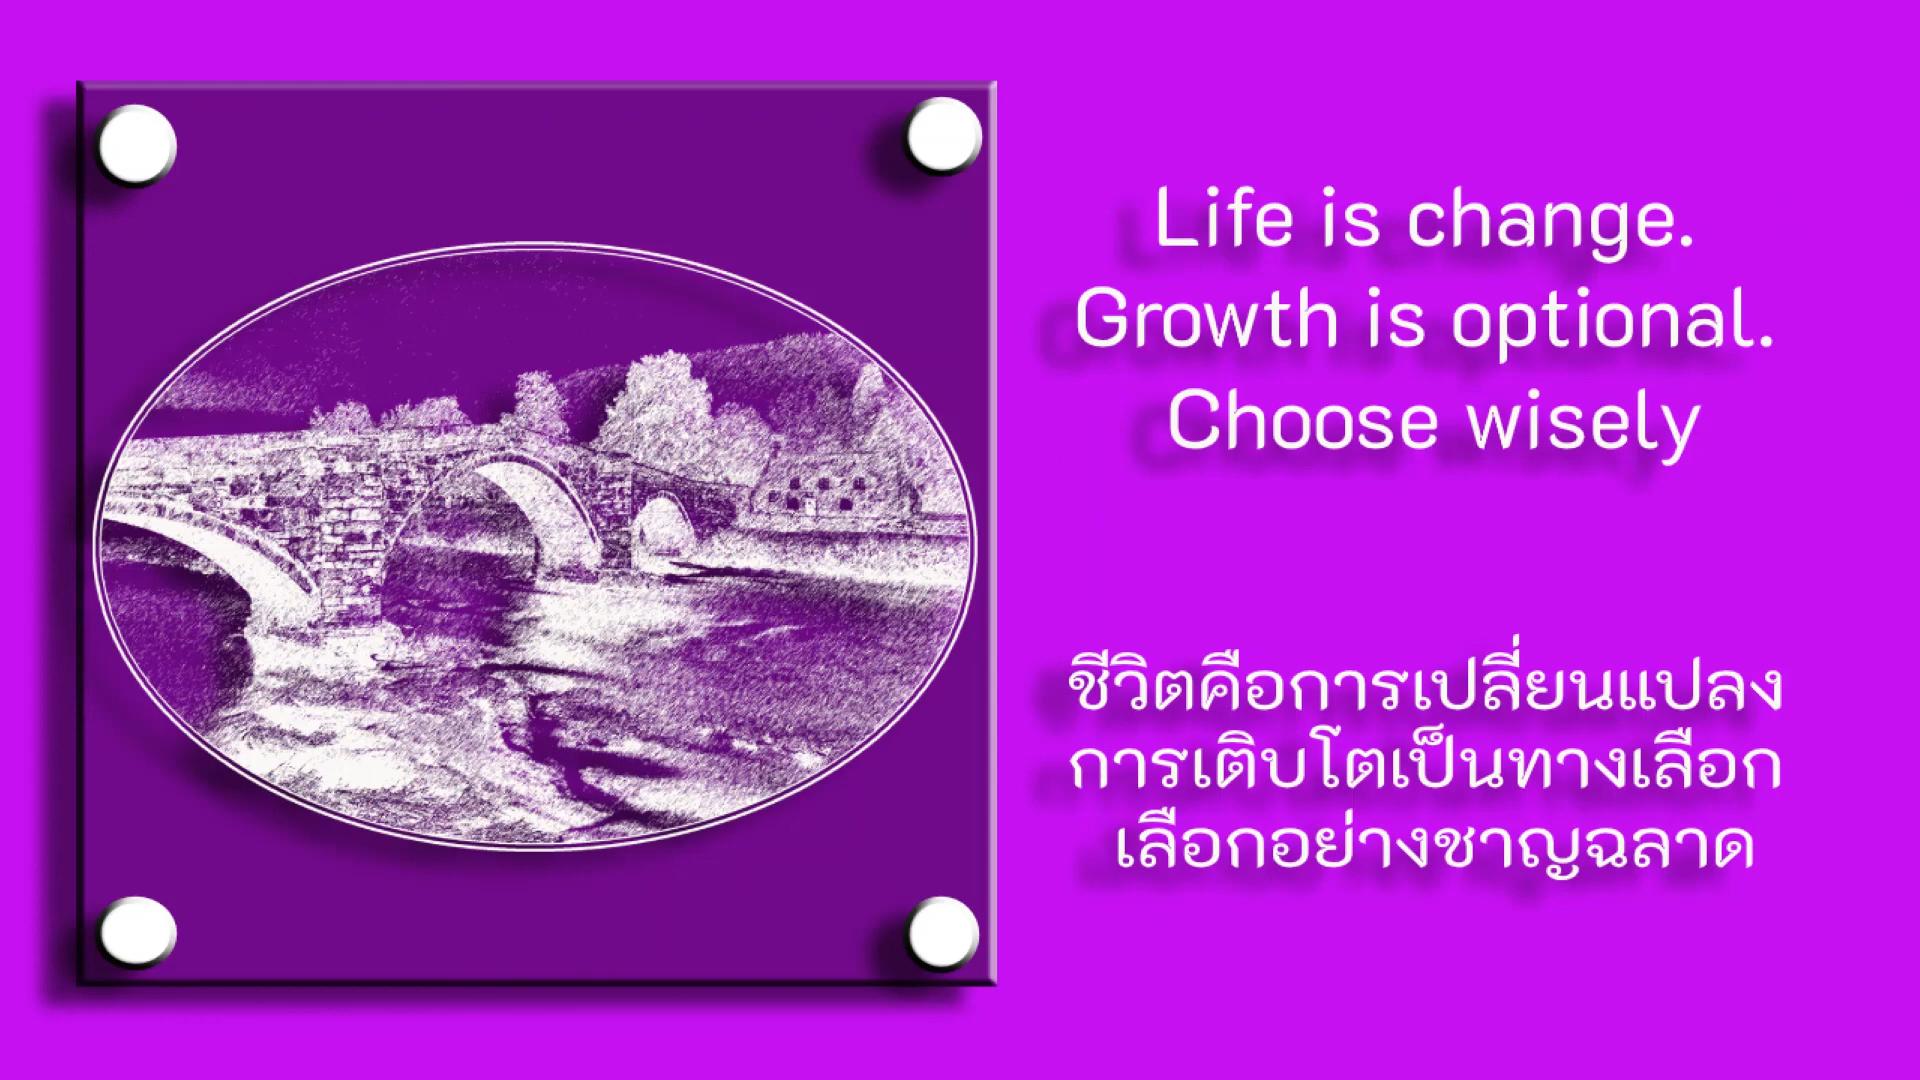 Life is change.
Growth is optional.
Choose wisely
ชีวิตคือการเปลี่ยนแปลง
การเติบโตเป็นทางเลือก
เลือกอย่างชาญฉลาด